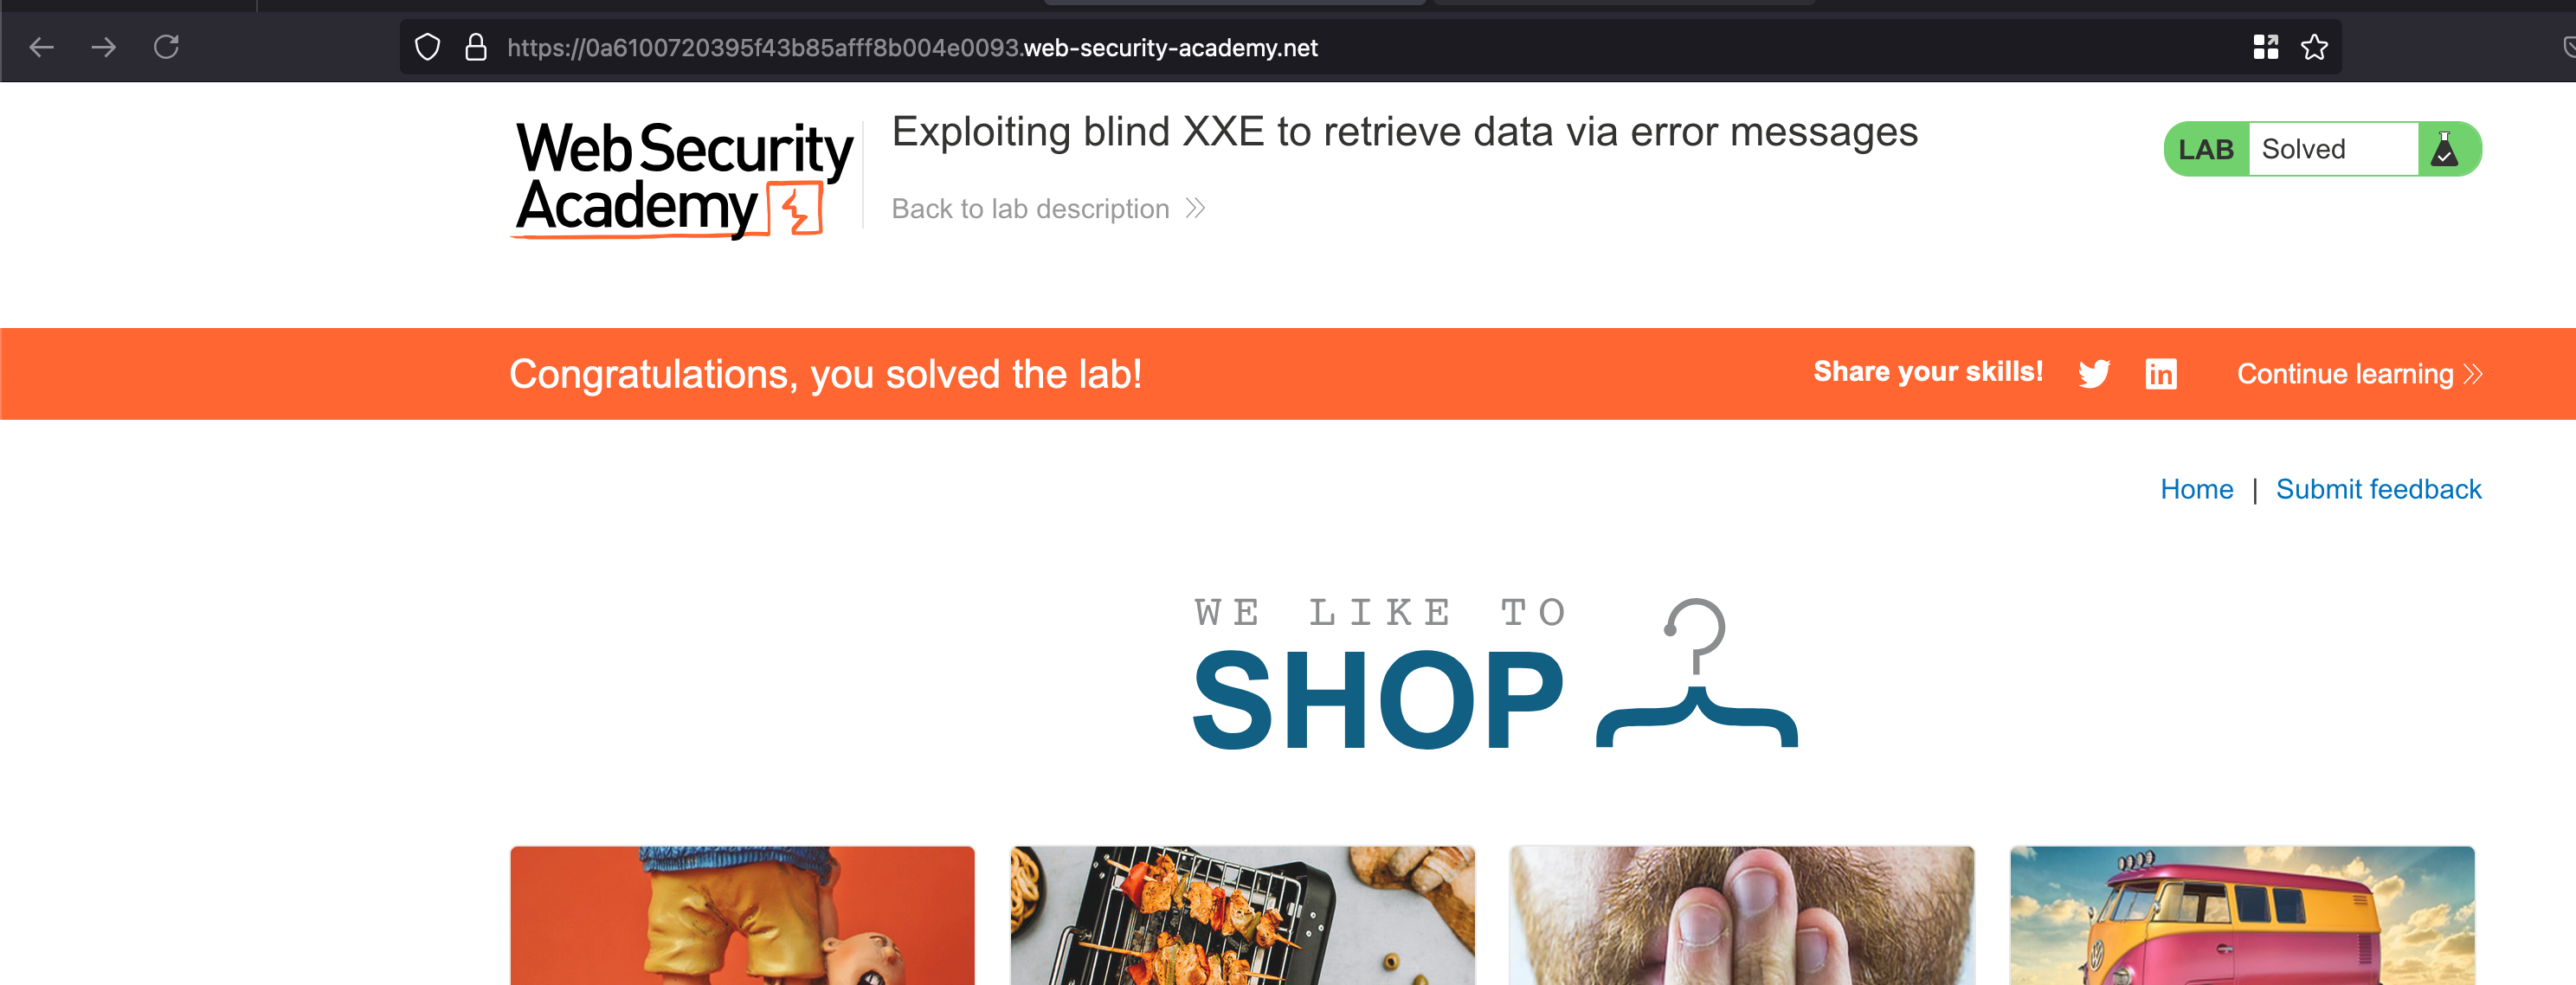 https://0a6100720395f43b85afff8b004e0093.web-security-academy.net
Web Security
Academy
Exploiting blind XXE to retrieve data via error messages
Back to lab description
LAB Solved
Congratulations, you solved the lab!
Share your skills!
Continue learning
Home | Submit feedback
WE LIKE TO
SHOP